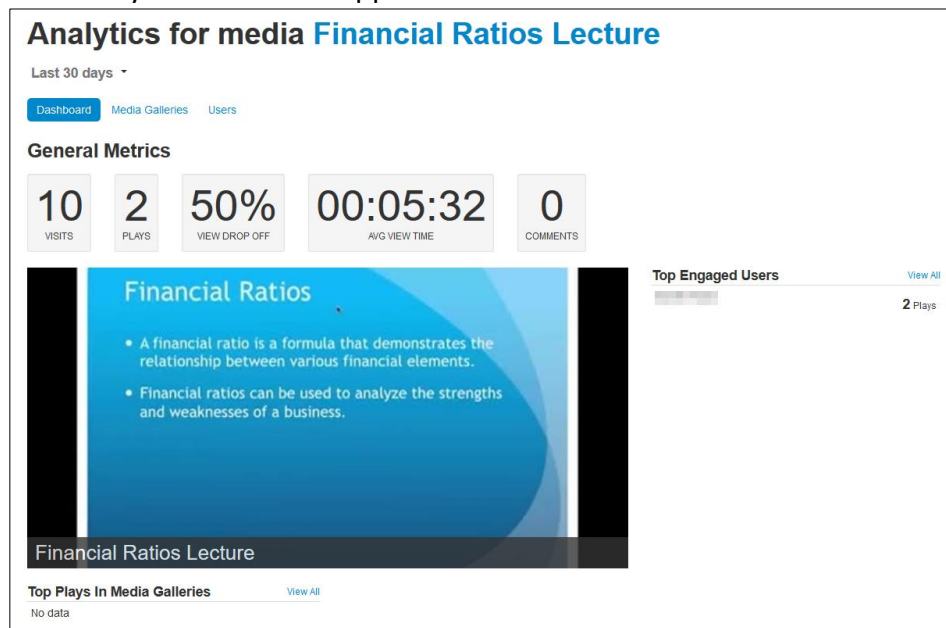 Analytics for media Financial Ratios Lecture
Last 30 days
Dashboard Media Galleries Users
General Metrics
10 2 50% 00:05:32 0
VISITS PLAYS VIEW DROP OFF AVG VIEW TIME COMMENTS
Top Engaged Users View All
2 Plays
Financial Ratios
• A financial ratio is a formula that demonstrates the
relationship between various financial elements.
• Financial ratios can be used to analyze the strengths
and weaknesses of a business.
Financial Ratios Lecture
Top Plays In Media Galleries View All
No data